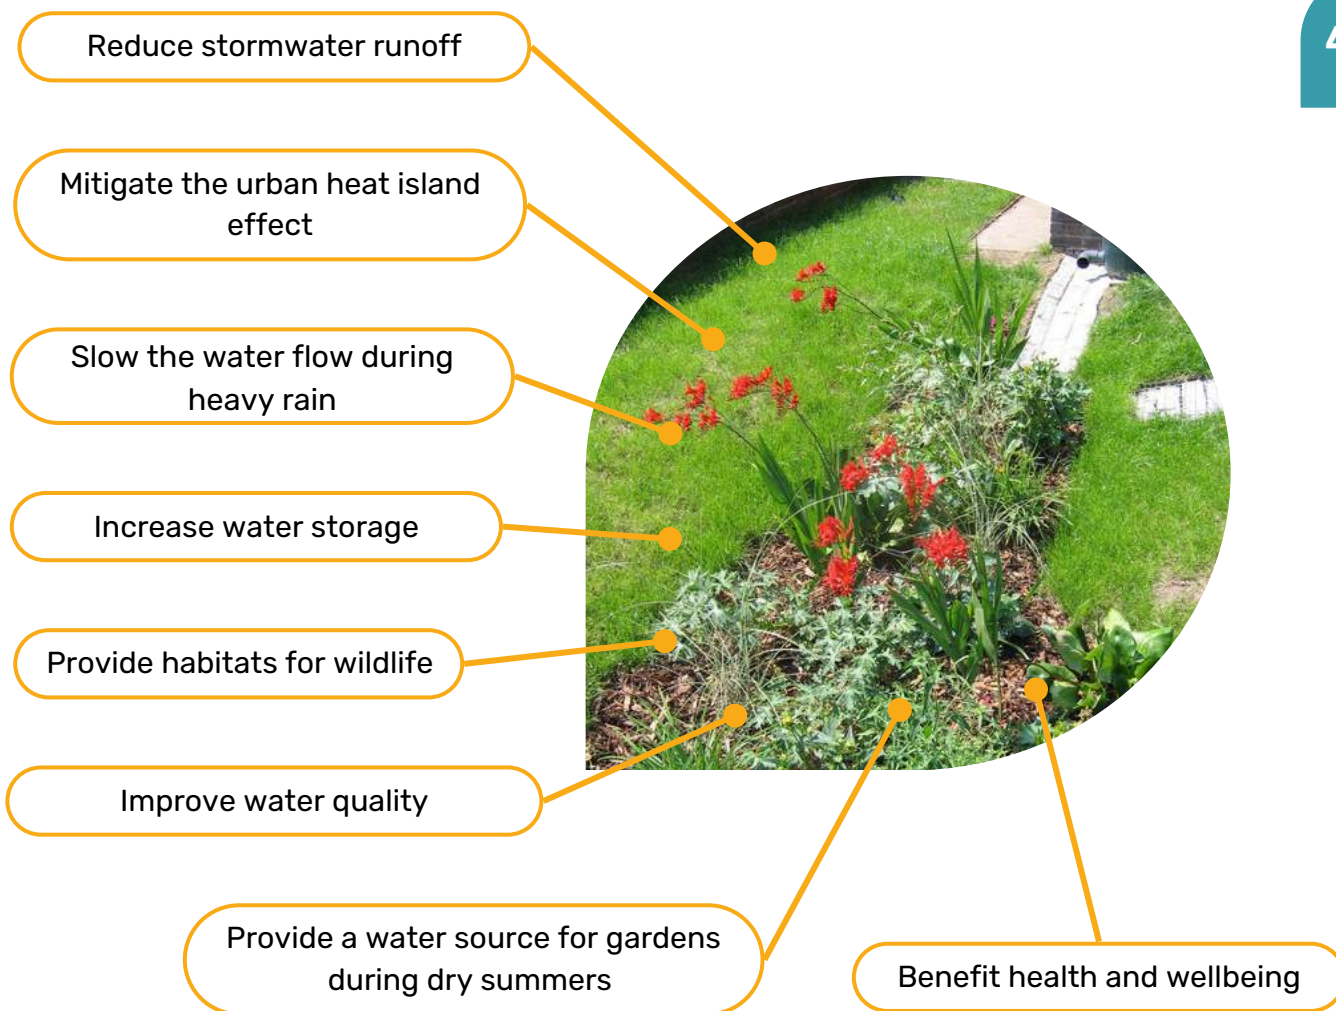 Reduce stormwater runoff
Mitigate the urban heat island
effect
Slow the water flow during
heavy rain
Increase water storage
Provide habitats for wildlife
Improve water quality
Provide a water source for gardens
during dry summers
Benefit health and wellbeing